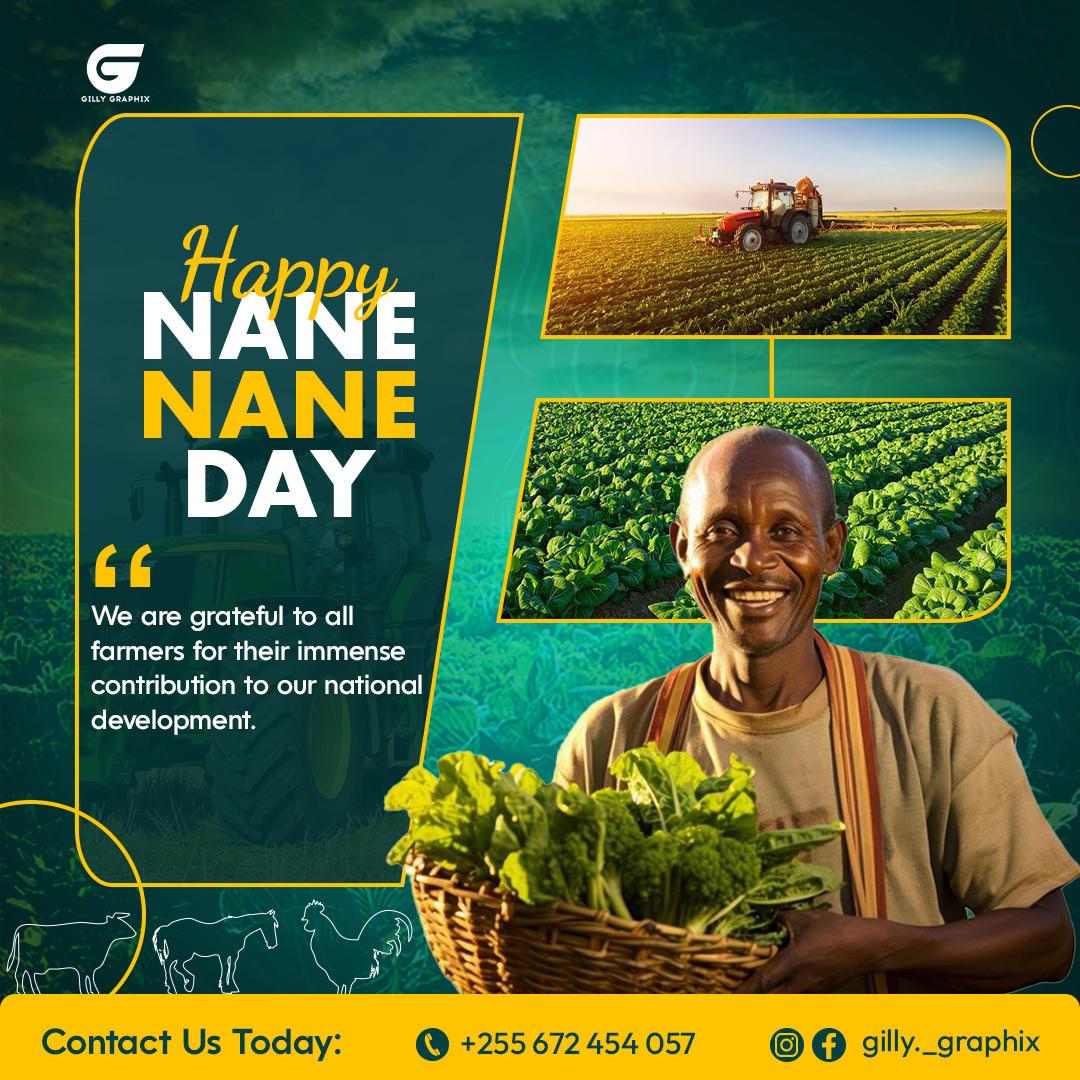 GILLY GRAPHIX
Happy
NANE
NANE
DAY
“
We are grateful to all
farmers for their immense
contribution to our national
development.
Contact Us Today:
+255 672 454 057
gilly._graphix